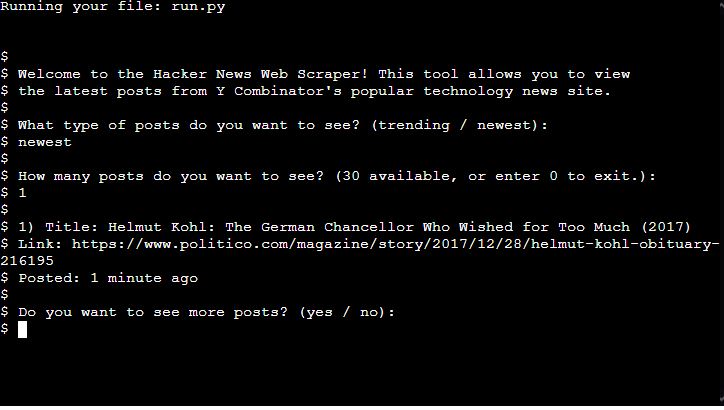 Running your file: run.py
$
$ Welcome to the Hacker News Web Scraper! This tool allows you to view
$ the latest posts from Y Combinator's popular technology news site.
$
$ What type of posts do you want to see? (trending / newest):
$ newest
$
$ How many posts do you want to see? (30 available, or enter 0 to exit.):
$ 1
$
$ 1) Title: Helmut Kohl: The German Chancellor Who Wished for Too Much (2017)
$ Link: https://www.politico.com/magazine/story/2017/12/28/helmut-kohl-obituary-
216195
$ Posted: 1 minute ago
$
$ Do you want to see more posts? (yes / no):
$